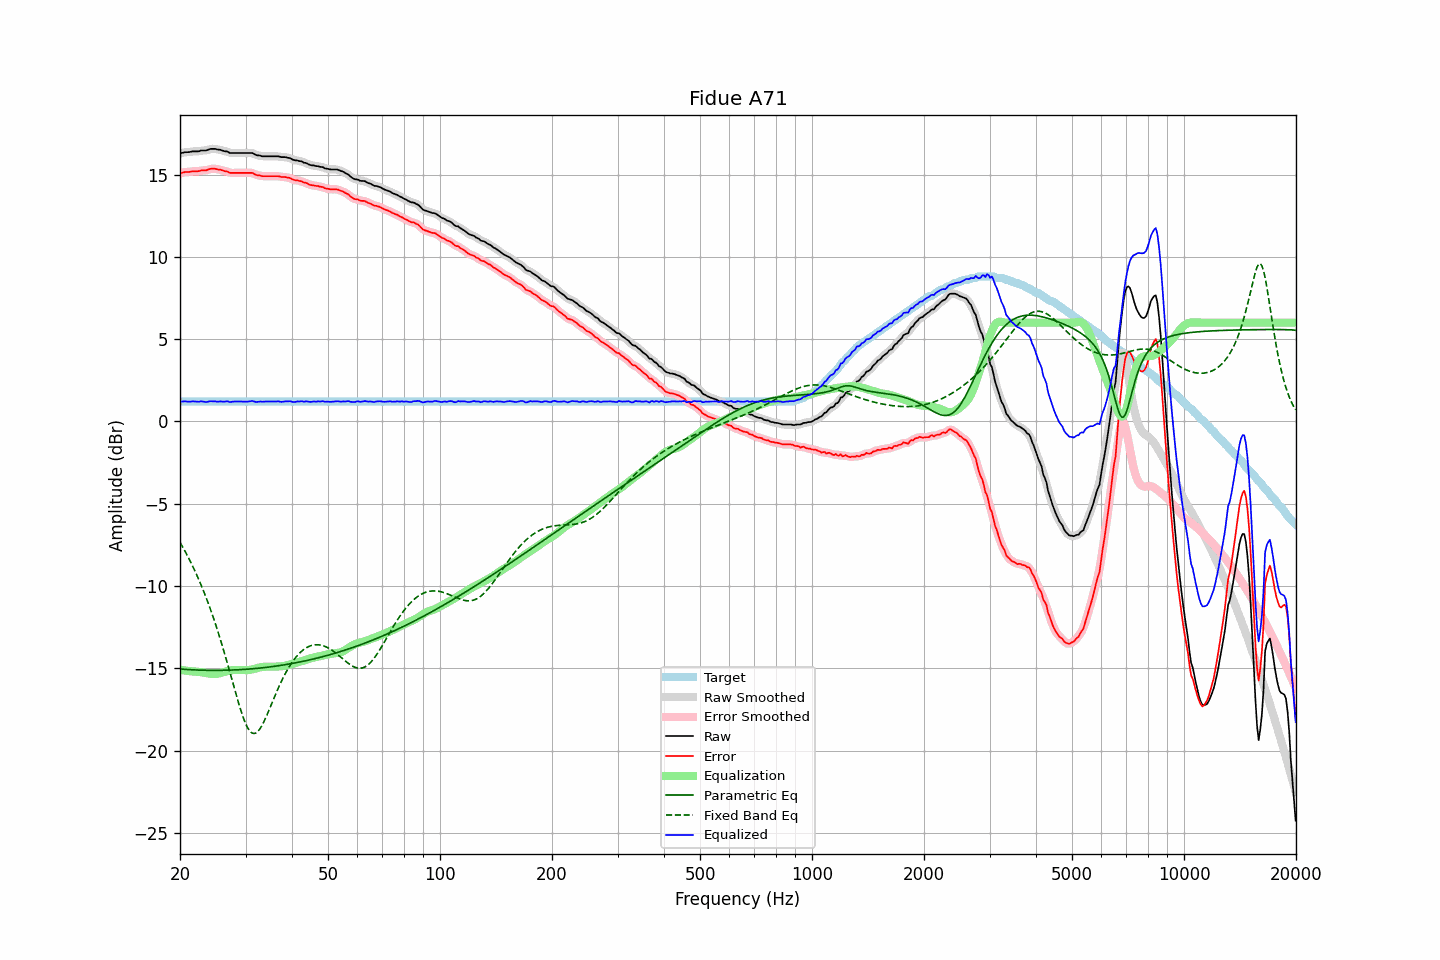 Fidue A71
Amplitude (dBr)
15
10
5
0
−5
−10
−15
−20
−25
Target
Raw Smoothed
Error Smoothed
Raw
Error
Equalization
Parametric Eq
Fixed Band Eq
Equalized
20 50 100 200 500 1000 2000 5000 10000 20000
Frequency (Hz)